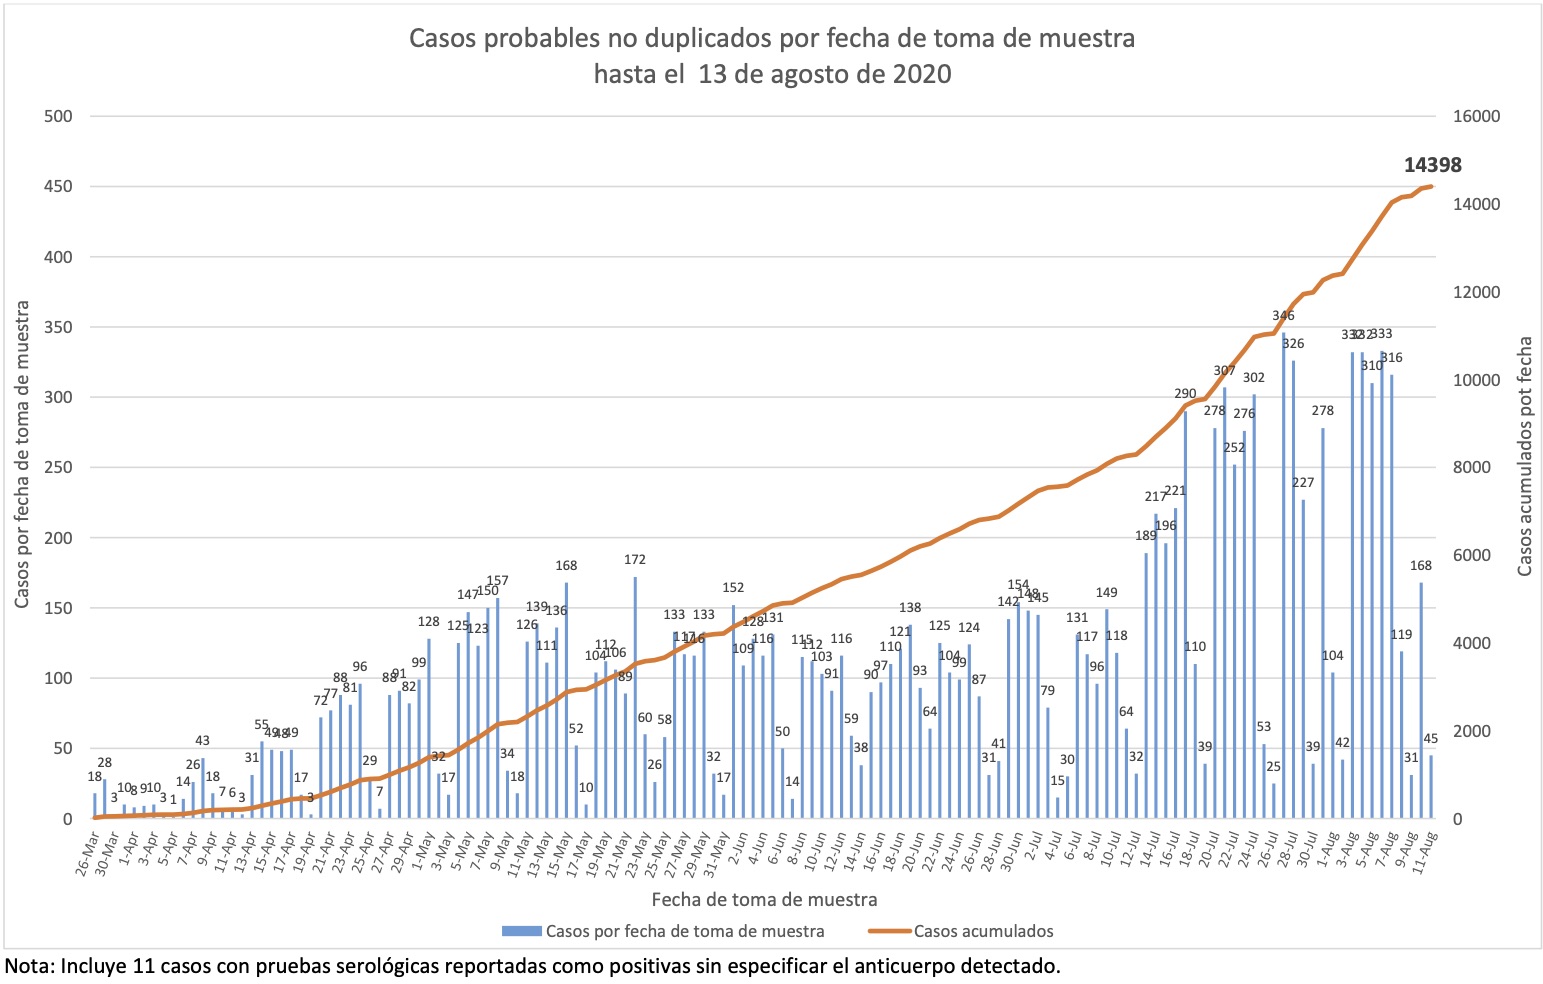 Casos probables no duplicados por fecha de toma de muestra
hasta el 13 de agosto de 2020
500
450
400
350
300
250
200
150
100
50
0
Casos por fecha de toma de muestra
16000
14000
12000
10000
8000
6000
4000
2000
0
Casos acumulados pot fecha
14398
18 28 3 10 8 9 10 3 1 14 26 43 18 7 6 3 31 55 49 48 49 17 3 72 77 88 81 96 29 7 88 91 82 99 128 32 17 125 147 123 150 157 34 18 126 139 111 136 168 52 10 104 112 106 89 172 60 26 58 133 117 116 133 32 17 152 109 128 116 131 50 14 115 112 103 91 116 59 38 90 97 110 121 138 93 64 125 104 99 124 87 31 41 142 154 148 145 79 15 30 131 117 96 149 118 64 32 189 217 196 221 290 110 39 278 307 252 276 302 53 25 346 326 227 39 278 104 42 332 332 310 333 316 119 31 168 45
26-Mar 30-Mar 1-Apr 3-Apr 5-Apr 7-Apr 9-Apr 11-Apr 13-Apr 15-Apr 17-Apr 19-Apr 21-Apr 23-Apr 25-Apr 27-Apr 29-Apr 1-May 3-May 5-May 7-May 9-May 11-May 13-May 15-May 17-May 19-May 21-May 23-May 25-May 27-May 29-May 31-May 2-Jun 4-Jun 6-Jun 8-Jun 10-Jun 12-Jun 14-Jun 16-Jun 18-Jun 20-Jun 22-Jun 24-Jun 26-Jun 28-Jun 30-Jun 2-Jul 4-Jul 6-Jul 8-Jul 10-Jul 12-Jul 14-Jul 16-Jul 18-Jul 20-Jul 22-Jul 24-Jul 26-Jul 28-Jul 30-Jul 1-Aug 3-Aug 5-Aug 7-Aug 9-Aug 11-Aug
Fecha de toma de muestra
Casos por fecha de toma de muestra Casos acumulados
Nota: Incluye 11 casos con pruebas serológicas reportadas como positivas sin especificar el anticuerpo detectado.